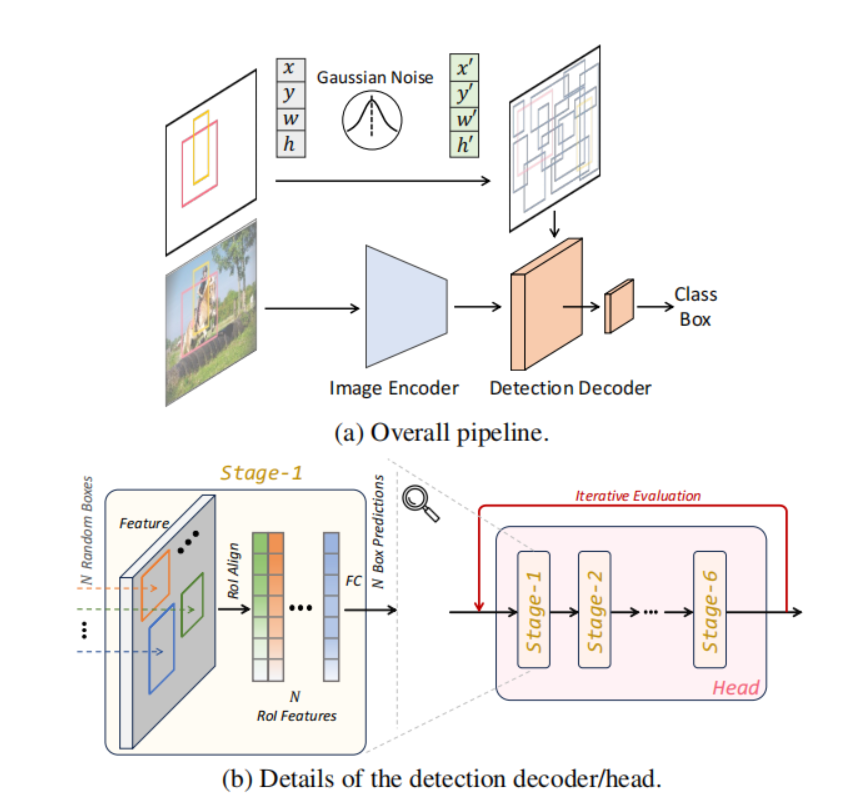 x
y
w
h
Gaussian Noise
x′
y′
w′
h′
Class
Box
Image Encoder
Detection Decoder
(a) Overall pipeline.
Stage-1
N Random Boxes
Feature
RoI Align
FC
N Box Predictions
N
RoI Features
Iterative Evaluation
Stage-1
Stage-2
Stage-6
Head
(b) Details of the detection decoder/head.